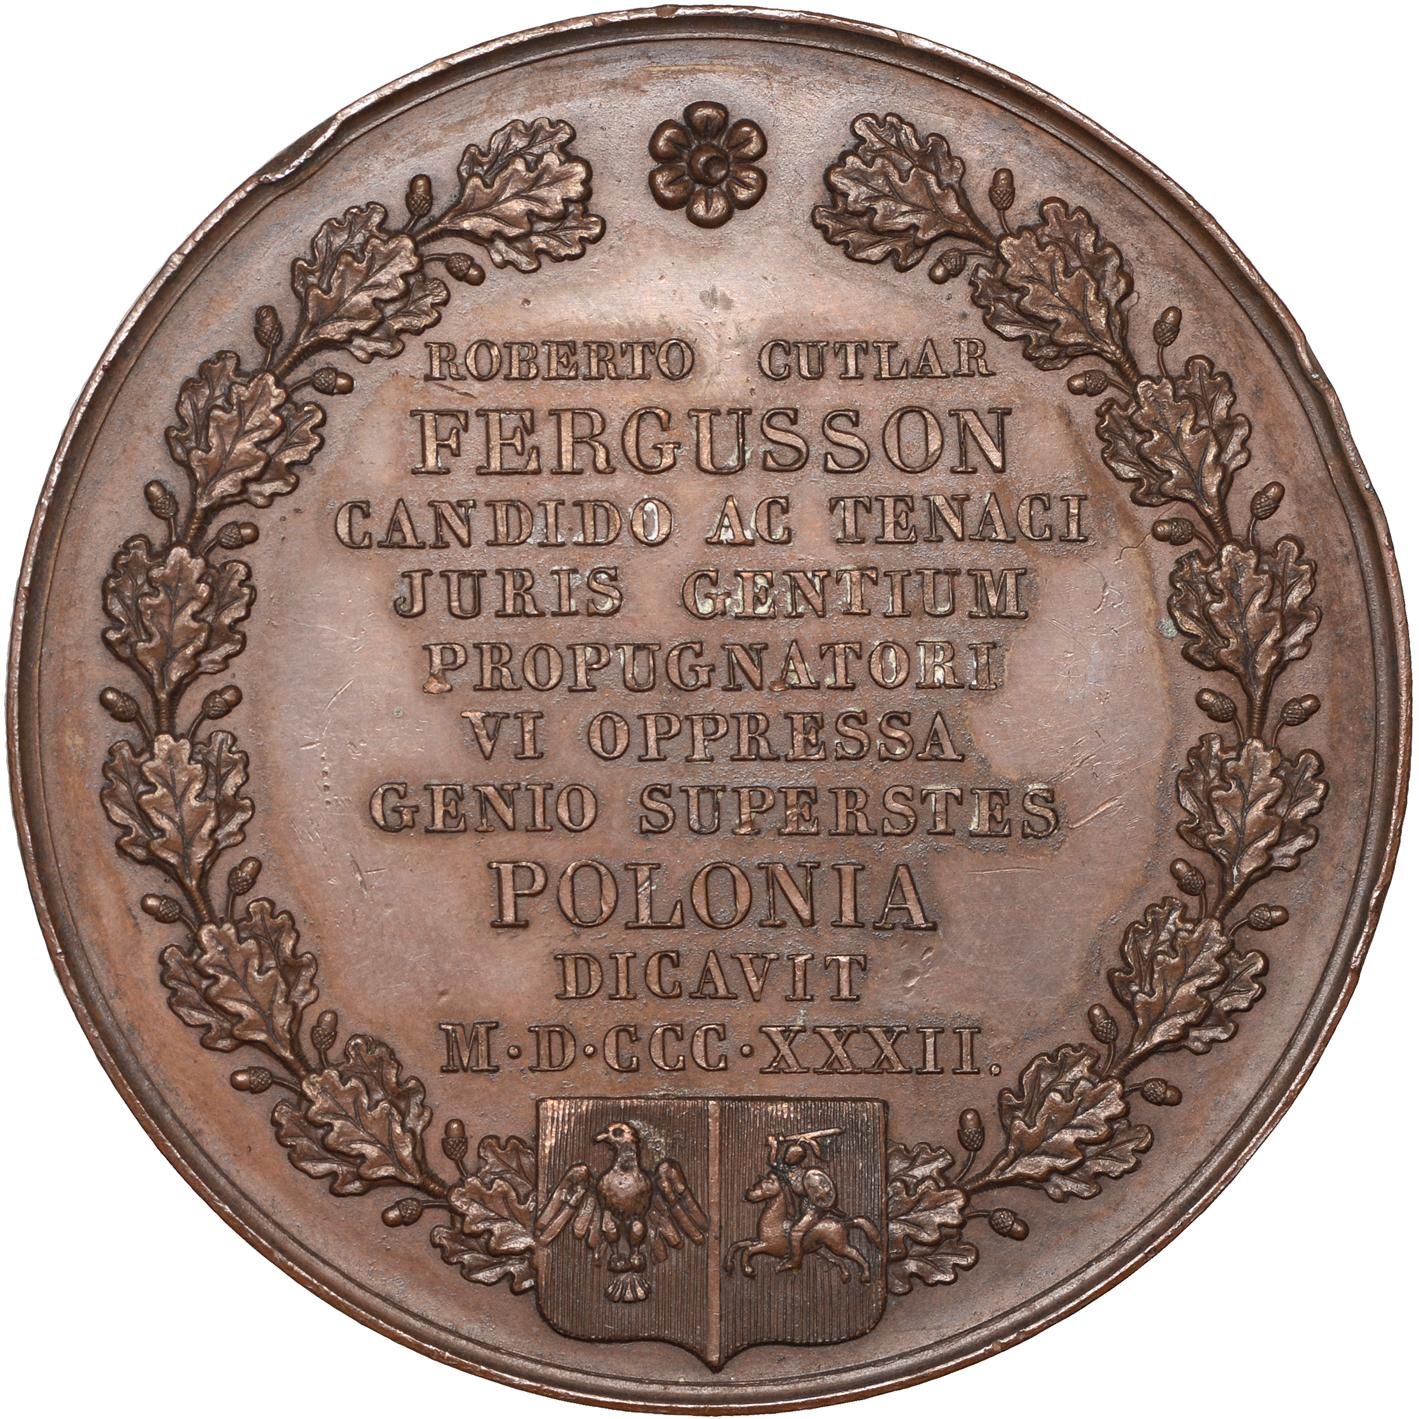 ROBERTO CUTLAR
FERGUSSON
CANDIDO AC TENACI
JURIS GENTIUM
PROPUGNATORI
VI OPPRESSA
GENIO SUPERSTES
POLONIA
DICAVIT
M·D·CCC·XXXII.